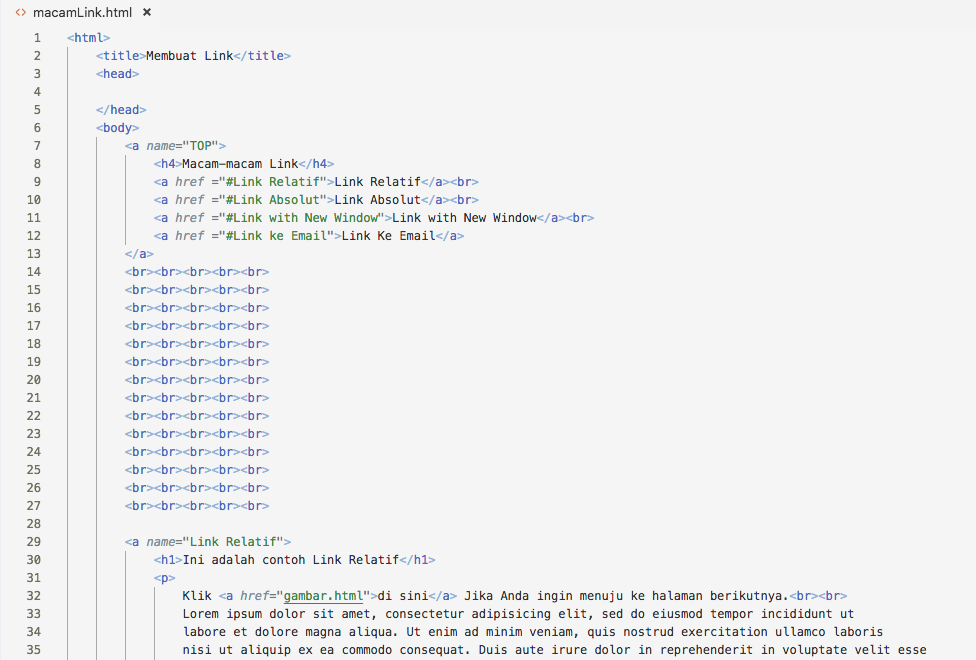 <> macamLink.html ×
1 <html>
2 <title>Membuat Link</title>
3 <head>
4
5 </head>
6 <body>
7 <a name="TOP">
8 <h4>Macam-macam Link</h4>
9 <a href ="#Link Relatif">Link Relatif</a><br>
10 <a href ="#Link Absolut">Link Absolut</a><br>
11 <a href ="#Link with New Window">Link with New Window</a><br>
12 <a href ="#Link ke Email">Link Ke Email</a>
13 </a>
14 <br><br><br><br><br>
15 <br><br><br><br><br>
16 <br><br><br><br><br>
17 <br><br><br><br><br>
18 <br><br><br><br><br>
19 <br><br><br><br><br>
20 <br><br><br><br><br>
21 <br><br><br><br><br>
22 <br><br><br><br><br>
23 <br><br><br><br><br>
24 <br><br><br><br><br>
25 <br><br><br><br><br>
26 <br><br><br><br><br>
27 <br><br><br><br><br>
28
29 <a name="Link Relatif">
30 <h1>Ini adalah contoh Link Relatif</h1>
31 <p>
32 Klik <a href="gambar.html">di sini</a> Jika Anda ingin menuju ke halaman berikutnya.<br><br>
33 Lorem ipsum dolor sit amet, consectetur adipisicing elit, sed do eiusmod tempor incididunt ut
34 labore et dolore magna aliqua. Ut enim ad minim veniam, quis nostrud exercitation ullamco laboris
35 nisi ut aliquip ex ea commodo consequat. Duis aute irure dolor in reprehenderit in voluptate velit esse